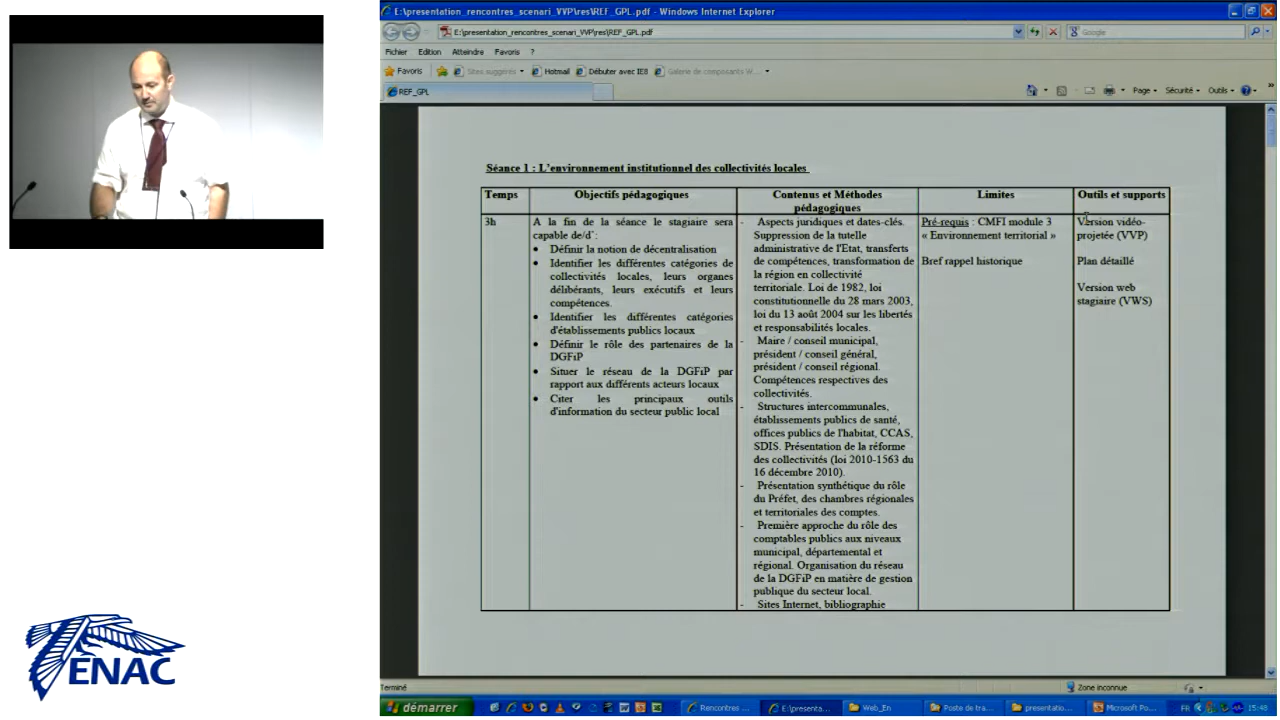 E:\presentation_rencontres_scenari_VVP\res\REF_GPL.pdf - Windows Internet Explorer
E:\presentation_rencontres_scenari_VVP\res\REF_GPL.pdf
Google
Fichier Edition Atteindre Favoris ?
Favoris Sites suggérés Hotmail Débuter avec IE8 Galerie de composants W...
REF_GPL
Page Sécurité Outils
Séance 1 : L'environnement institutionnel des collectivités locales
Temps
Objectifs pédagogiques
Contenus et Méthodes
pédagogiques
Limites
Outils et supports
3h
A la fin de la séance le stagiaire sera
capable de/d':
• Définir la notion de décentralisation
• Identifier les différentes catégories de
collectivités locales, leurs organes
délibérants, leurs exécutifs et leurs
compétences.
• Identifier les différentes catégories
d'établissements publics locaux
• Définir le rôle des partenaires de la
DGFiP
• Situer le réseau de la DGFiP par
rapport aux différents acteurs locaux
• Citer les principaux outils
d'information du secteur public local
- Aspects juridiques et dates-clés.
Suppression de la tutelle
administrative de l'Etat, transferts
de compétences, transformation de
la région en collectivité
territoriale. Loi de 1982, loi
constitutionnelle du 28 mars 2003,
loi du 13 août 2004 sur les libertés
et responsabilités locales.
- Maire / conseil municipal,
président / conseil général,
président / conseil régional.
Compétences respectives des
collectivités.
- Structures intercommunales,
établissements publics de santé,
offices publics de l'habitat, CCAS,
SDIS. Présentation de la réforme
des collectivités (loi 2010-1563 du
16 décembre 2010).
- Présentation synthétique du rôle
du Préfet, des chambres régionales
et territoriales des comptes.
- Première approche du rôle des
comptables publics aux niveaux
municipal, départemental et
régional. Organisation du réseau
de la DGFiP en matière de gestion
publique du secteur local.
- Sites Internet, bibliographie
Pré-requis : CMFI module 3
« Environnement territorial »
Bref rappel historique
Version vidéo-
projetée (VVP)
Plan détaillé
Version web
stagiaire (VWS)
Terminé
Zone inconnue
démarrer
Rencontres ...
E:\presenta...
Web_En
Poste de tra...
presentatio...
Microsoft Po...
FR
15:48
ENAC